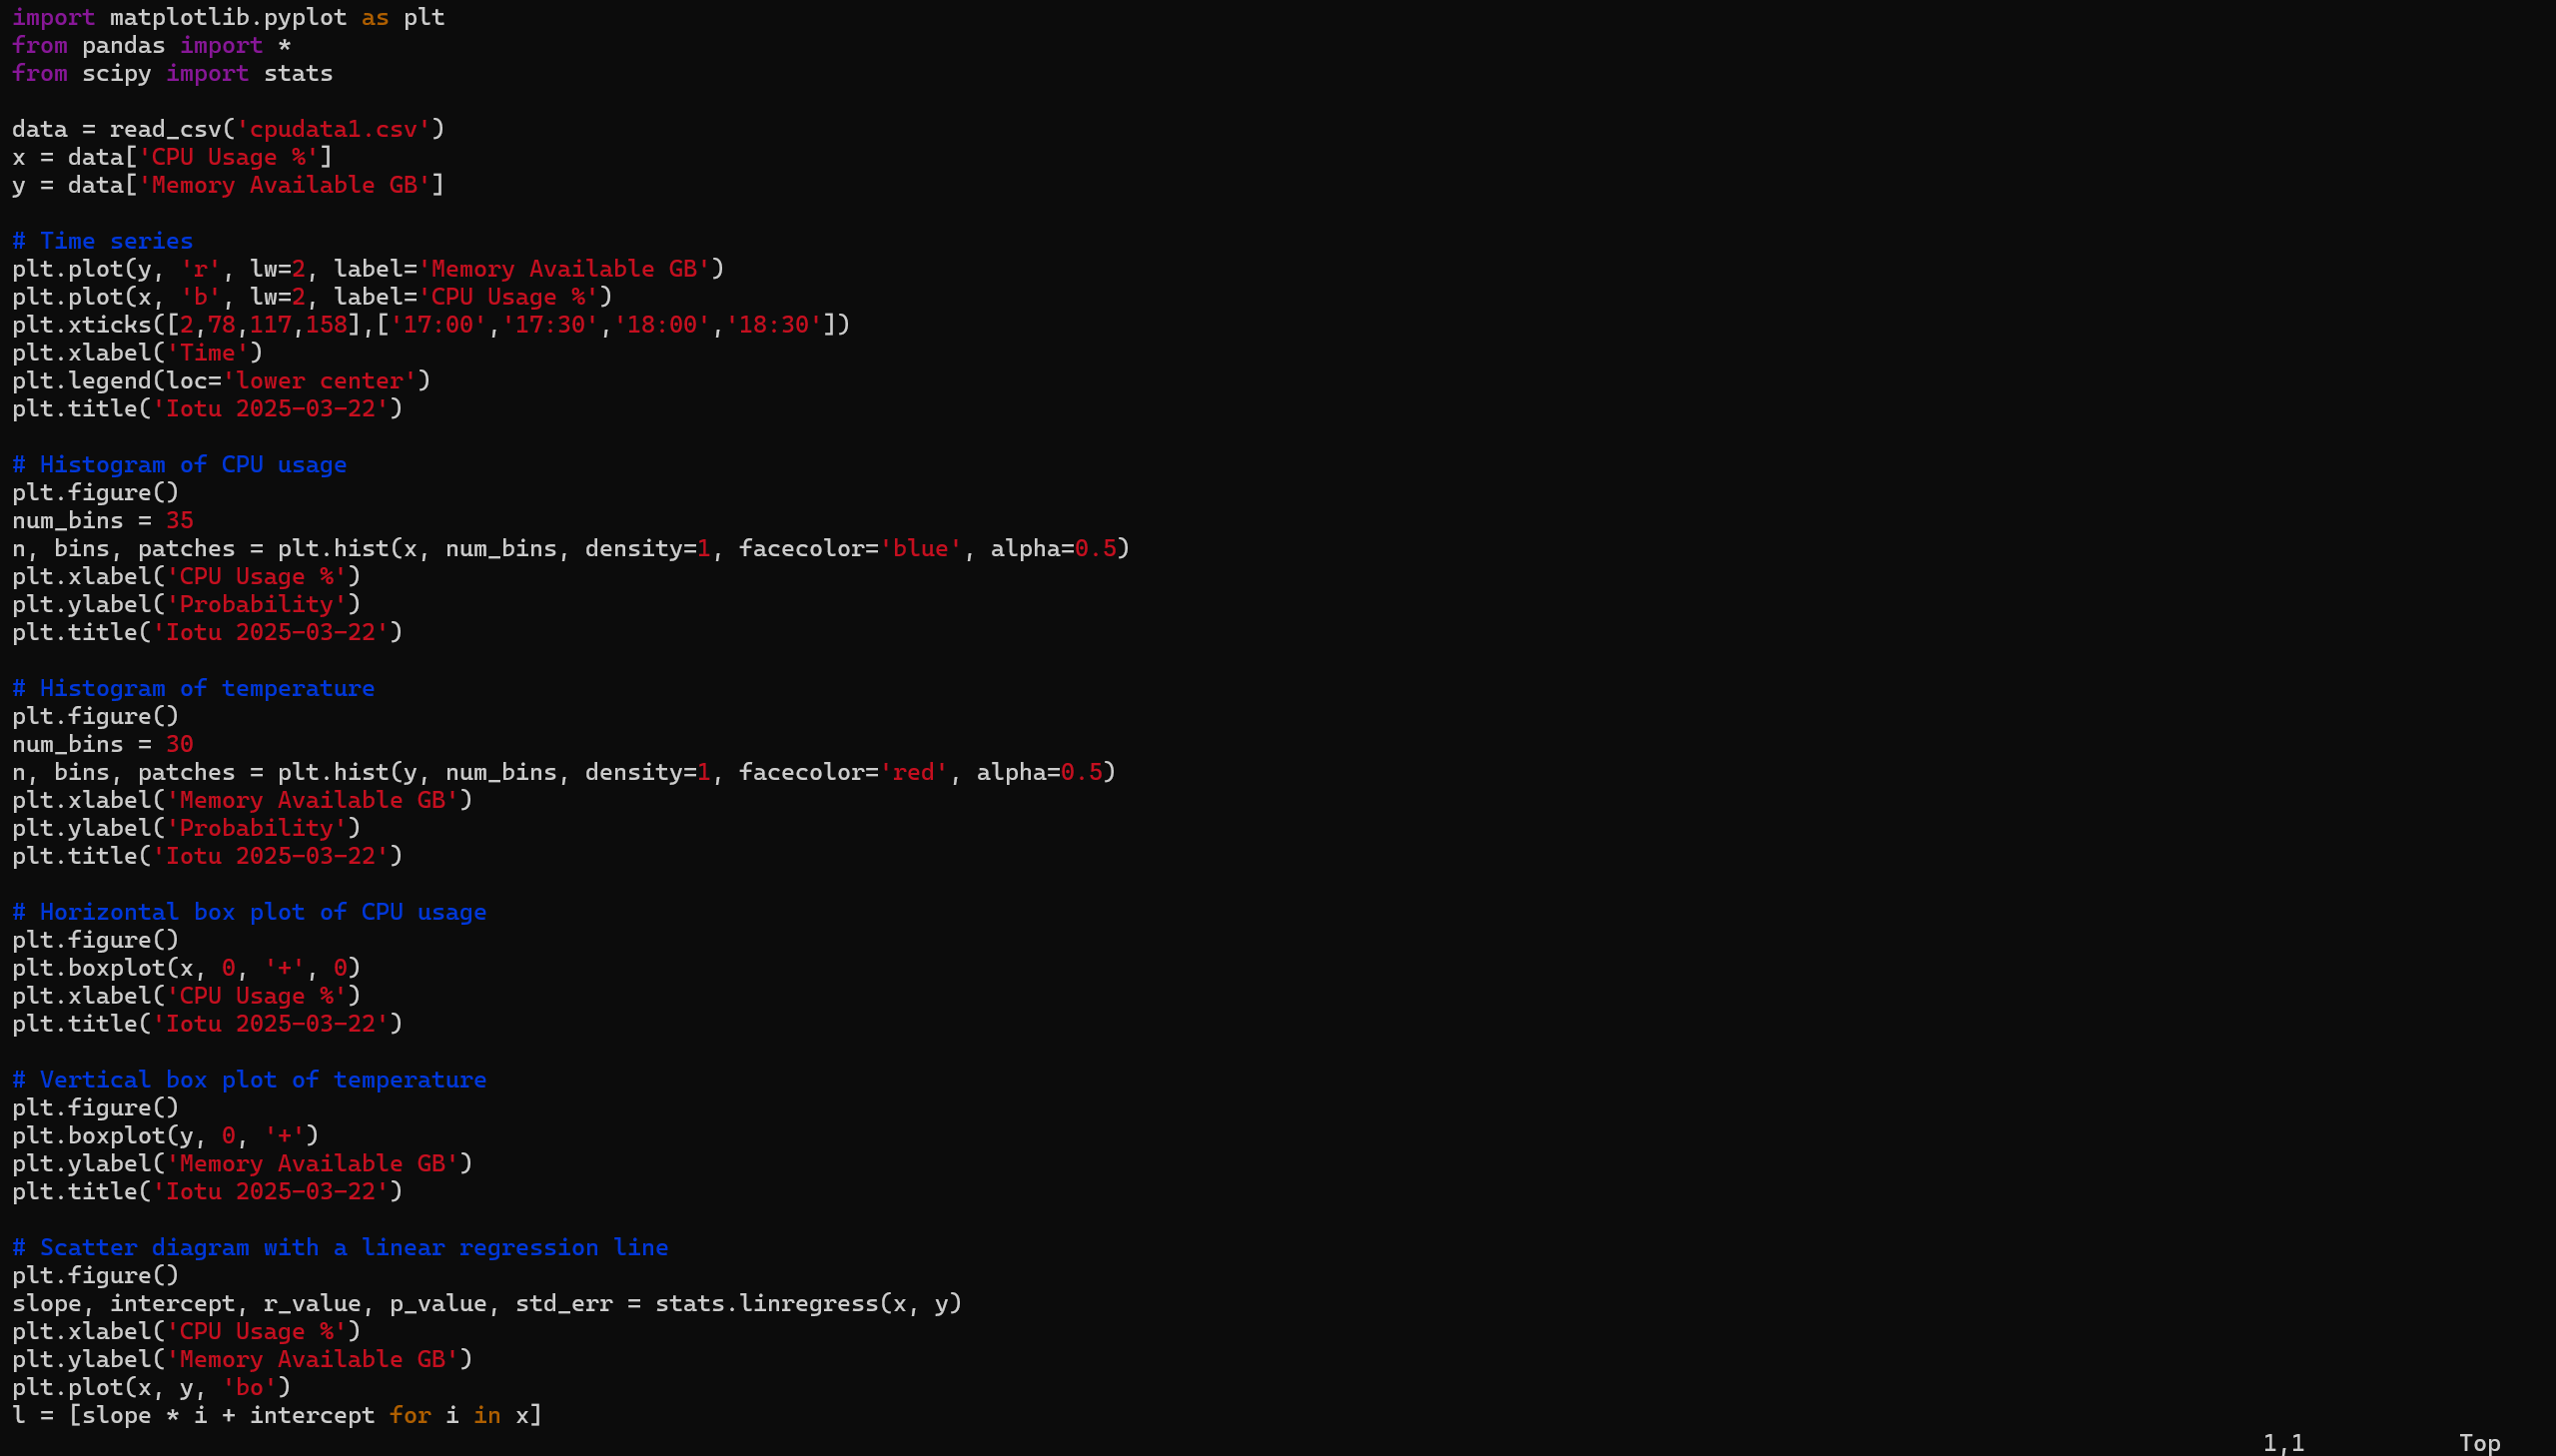 import matplotlib.pyplot as plt
from pandas import *
from scipy import stats

data = read_csv('cpudata1.csv')
x = data['CPU Usage %']
y = data['Memory Available GB']

# Time series
plt.plot(y, 'r', lw=2, label='Memory Available GB')
plt.plot(x, 'b', lw=2, label='CPU Usage %')
plt.xticks([2,78,117,158],['17:00','17:30','18:00','18:30'])
plt.xlabel('Time')
plt.legend(loc='lower center')
plt.title('Iotu 2025-03-22')

# Histogram of CPU usage
plt.figure()
num_bins = 35
n, bins, patches = plt.hist(x, num_bins, density=1, facecolor='blue', alpha=0.5)
plt.xlabel('CPU Usage %')
plt.ylabel('Probability')
plt.title('Iotu 2025-03-22')

# Histogram of temperature
plt.figure()
num_bins = 30
n, bins, patches = plt.hist(y, num_bins, density=1, facecolor='red', alpha=0.5)
plt.xlabel('Memory Available GB')
plt.ylabel('Probability')
plt.title('Iotu 2025-03-22')

# Horizontal box plot of CPU usage
plt.figure()
plt.boxplot(x, 0, '+', 0)
plt.xlabel('CPU Usage %')
plt.title('Iotu 2025-03-22')

# Vertical box plot of temperature
plt.figure()
plt.boxplot(y, 0, '+')
plt.ylabel('Memory Available GB')
plt.title('Iotu 2025-03-22')

# Scatter diagram with a linear regression line
plt.figure()
slope, intercept, r_value, p_value, std_err = stats.linregress(x, y)
plt.xlabel('CPU Usage %')
plt.ylabel('Memory Available GB')
plt.plot(x, y, 'bo')
l = [slope * i + intercept for i in x]
1,1 Top